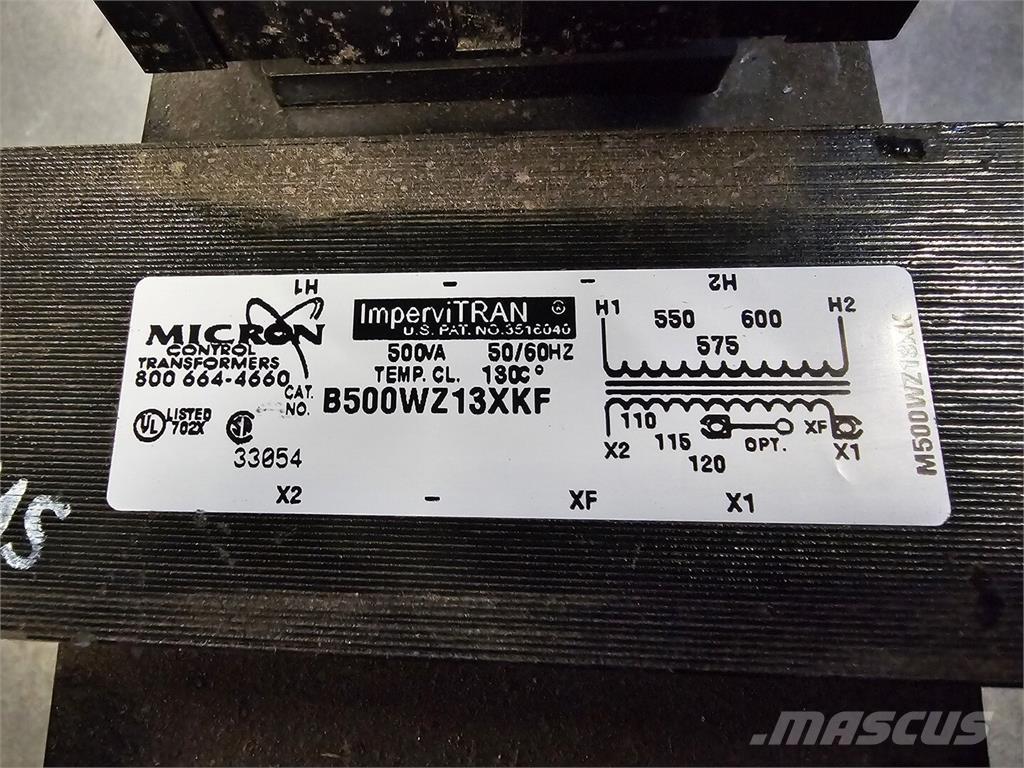 H1 - - H2
MICRON
CONTROL
TRANSFORMERS
800 664-4660
ImperviTRAN ®
U.S. PAT. NO. 3516040
500VA 50/60HZ
TEMP. CL. 130C°
CAT.
NO. B500WZ13XKF
UL LISTED
702X
33054
H1 550 600 H2
575
110
X2 115 OPT. XF X1
120
X2 - XF X1
M500WZ13XK
MASCUS